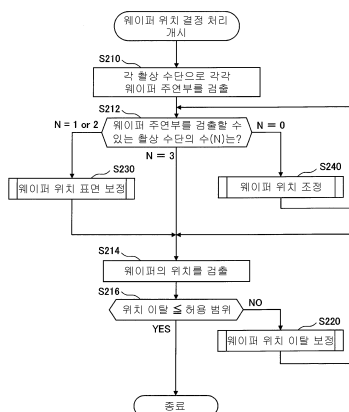 웨이퍼 위치 결정 처리
개시
S210
각 촬상 수단으로 각각
웨이퍼 주연부를 검출
S212
N = 1 or 2
웨이퍼 주연부를 검출할 수
있는 촬상 수단의 수(N)는?
N = 0
N = 3
S230
웨이퍼 위치 표면 보정
S240
웨이퍼 위치 조정
S214
웨이퍼의 위치를 검출
S216
위치 이탈 ≦ 허용 범위
NO
YES
S220
웨이퍼 위치 이탈 보정
종료